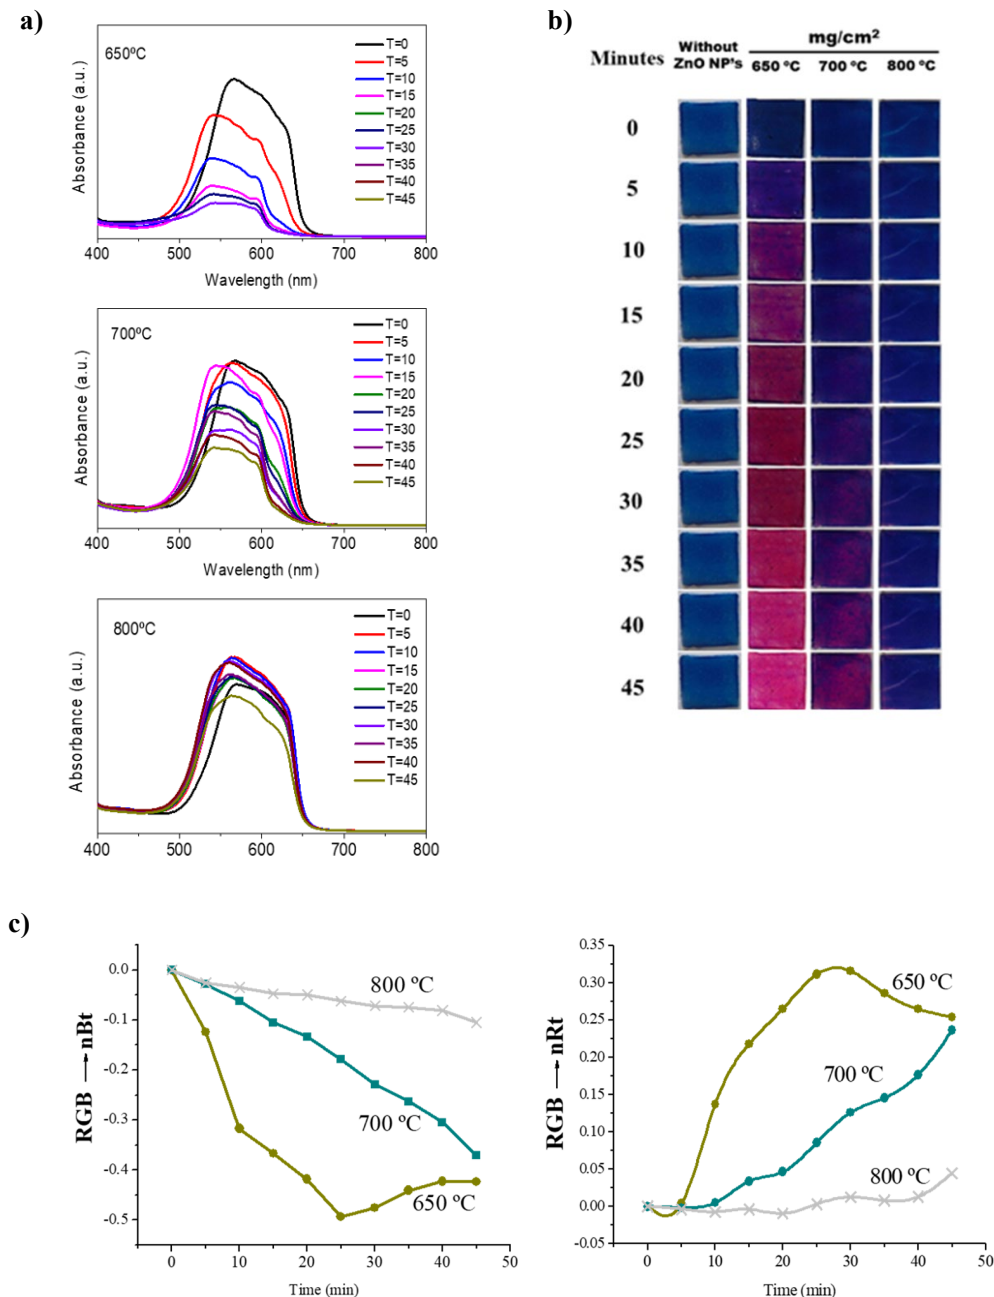 a)
650ºC
T=0
T=5
T=10
T=15
T=20
T=25
T=30
T=35
T=40
T=45
Absorbance (a.u.)
400 500 600 700 800
Wavelength (nm)
700ºC
T=0
T=5
T=10
T=15
T=20
T=25
T=30
T=35
T=40
T=45
Absorbance (a.u.)
400 500 600 700 800
Wavelength (nm)
800ºC
T=0
T=5
T=10
T=15
T=20
T=25
T=30
T=35
T=40
T=45
Absorbance (a.u.)
400 500 600 700 800
Wavelength (nm)
b)
Minutes
Without
ZnO NP's
mg/cm²
650 ºC 700 ºC 800 ºC
0
5
10
15
20
25
30
35
40
45
c)
0.0
-0.1
-0.2
-0.3
-0.4
-0.5
RGB → nBt
800 ºC
700 ºC
650 ºC
0 10 20 30 40 50
Time (min)
0.35
0.30
0.25
0.20
0.15
0.10
0.05
0.00
-0.05
RGB → nRt
650 ºC
700 ºC
800 ºC
0 10 20 30 40 50
Time (min)